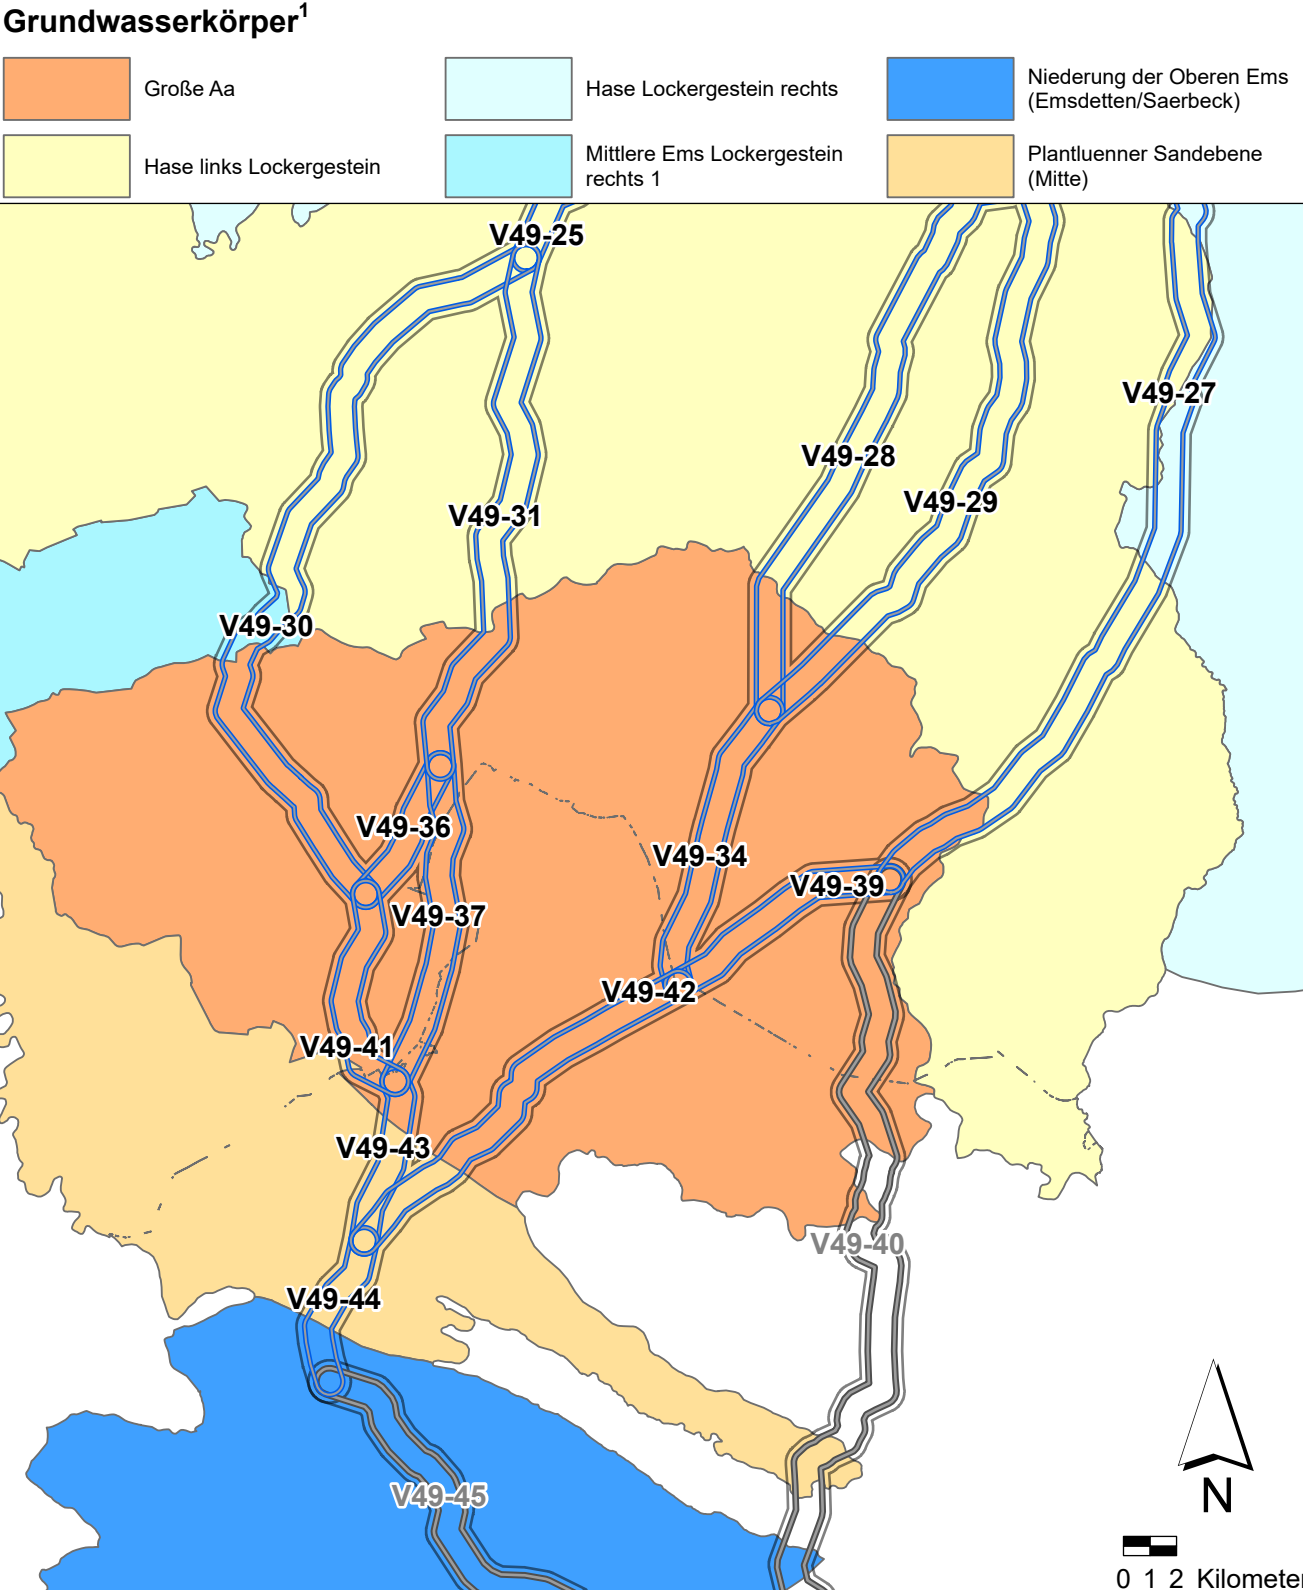 Grundwasserkörper¹
Große Aa
Hase links Lockergestein
Hase Lockergestein rechts
Mittlere Ems Lockergestein
rechts 1
Niederung der Oberen Ems
(Emsdetten/Saerbeck)
Plantluenner Sandebene
(Mitte)
V49-25
V49-27
V49-28
V49-29
V49-31
V49-30
V49-36
V49-34
V49-39
V49-37
V49-42
V49-41
V49-43
V49-40
V49-44
V49-45
N
0 1 2 Kilometer